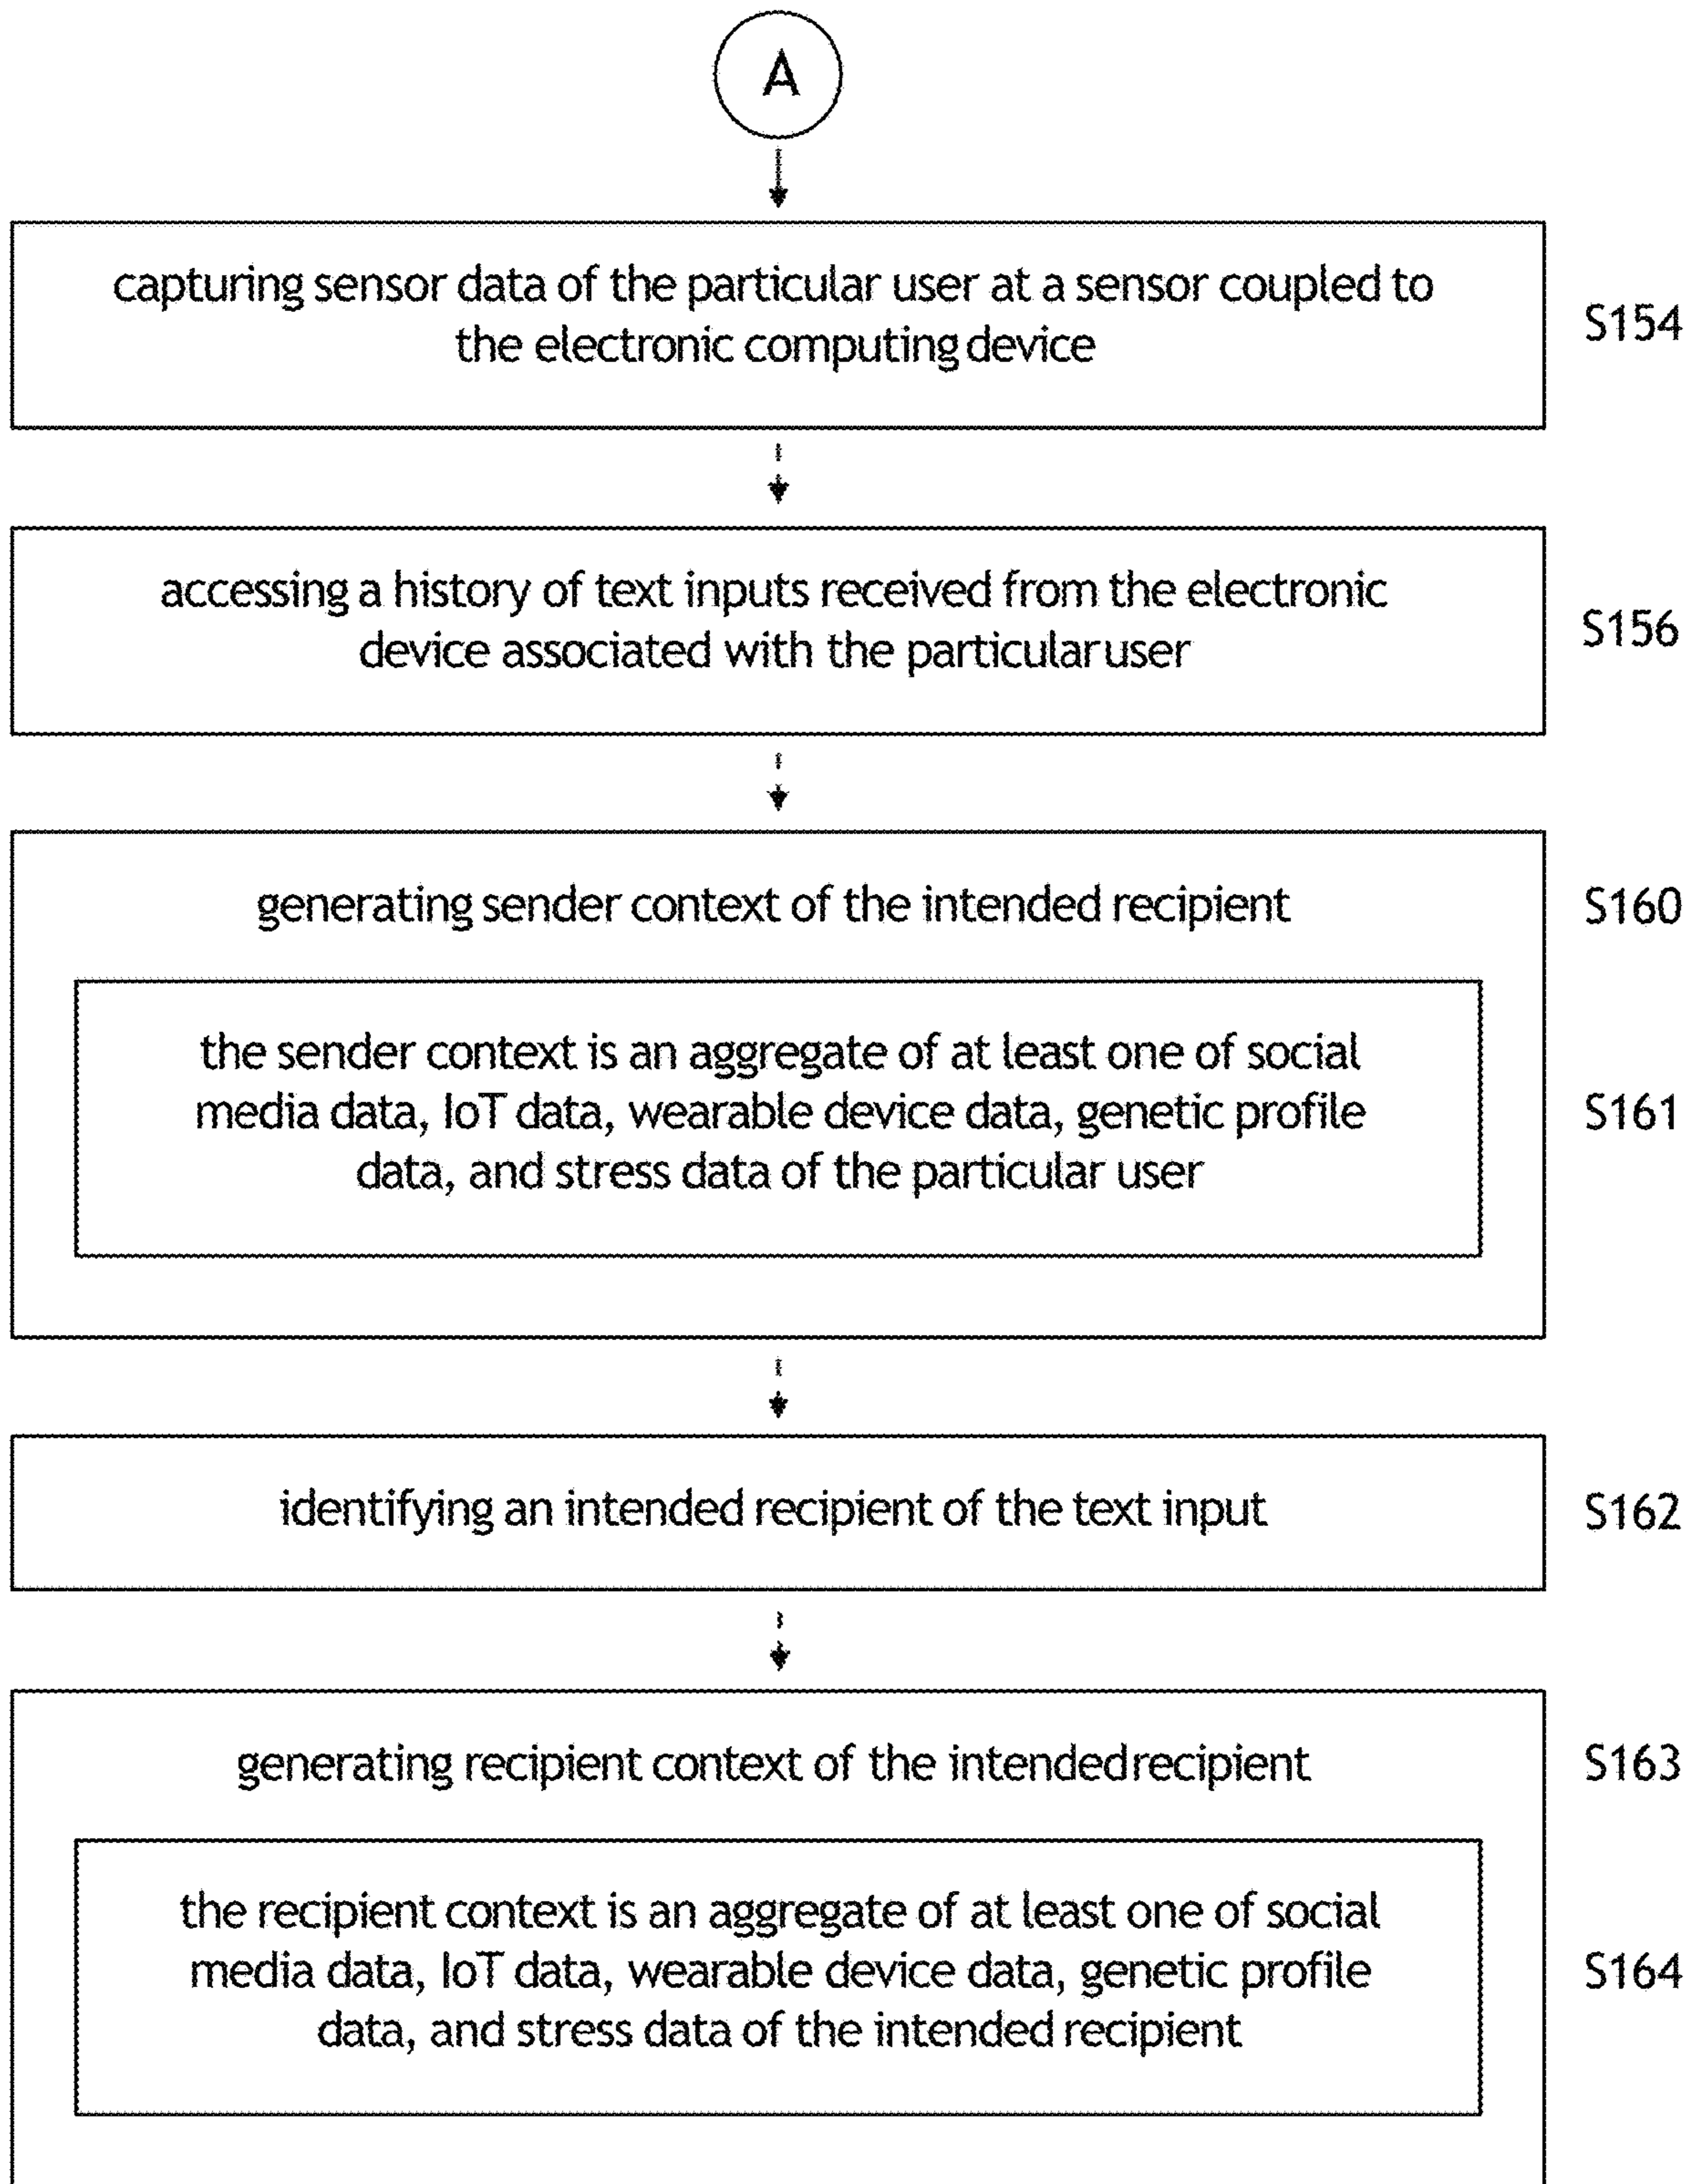 A
capturing sensor data of the particular user at a sensor coupled to
the electronic computing device
S154
accessing a history of text inputs received from the electronic
device associated with the particular user
S156
generating sender context of the intended recipient
S160
the sender context is an aggregate of at least one of social
media data, IoT data, wearable device data, genetic profile
data, and stress data of the particular user
S161
identifying an intended recipient of the text input
S162
generating recipient context of the intended recipient
S163
the recipient context is an aggregate of at least one of social
media data, IoT data, wearable device data, genetic profile
data, and stress data of the intended recipient
S164